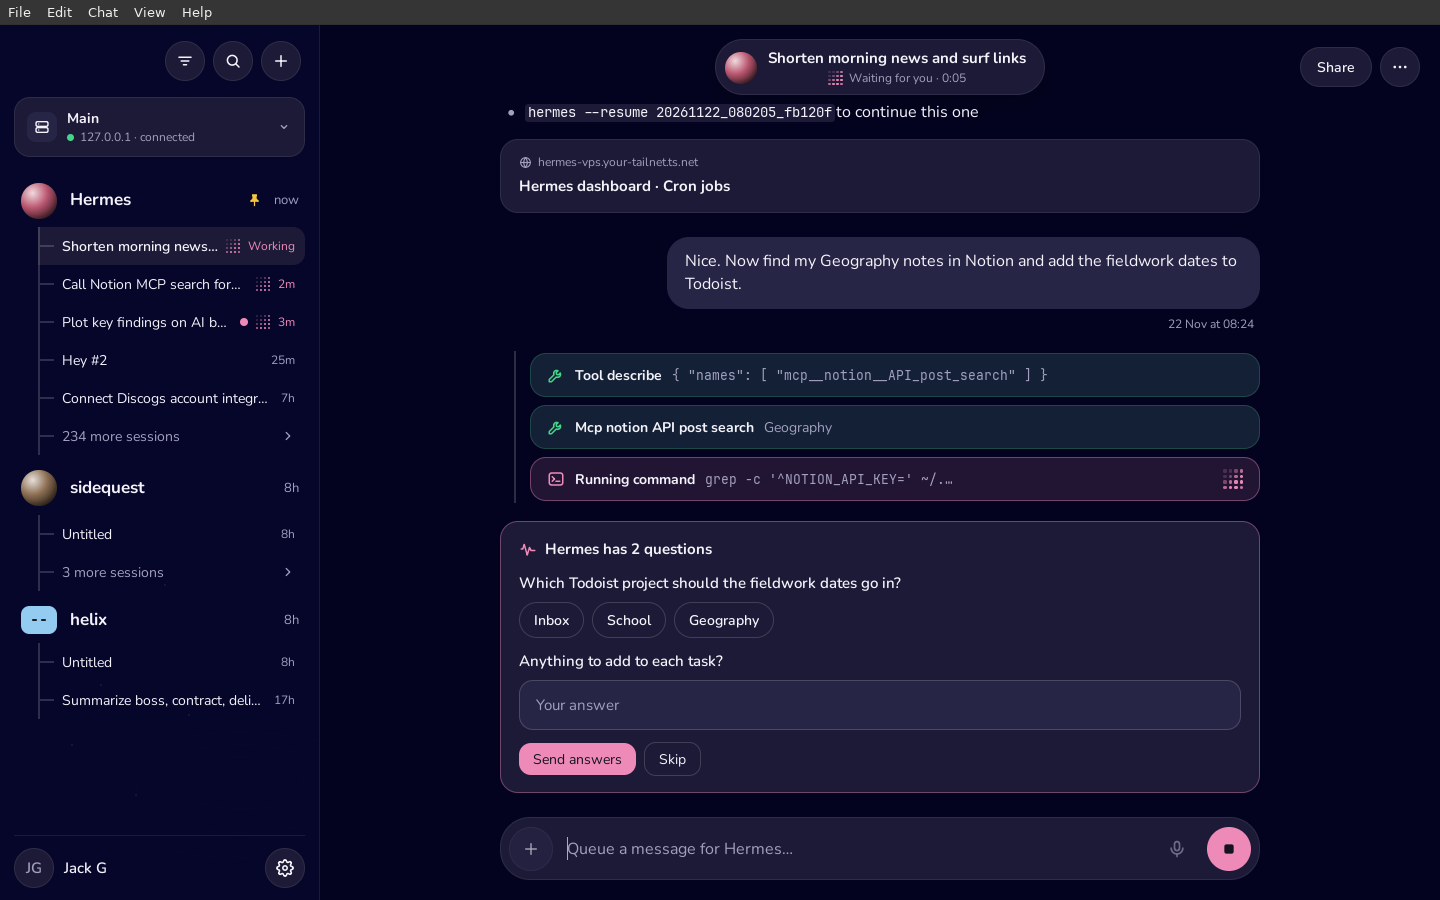 File Edit Chat View Help
Main
127.0.0.1 · connected
Hermes
now
Shorten morning news...
Working
Call Notion MCP search for...
2m
Plot key findings on AI b...
3m
Hey #2
25m
Connect Discogs account integr...
7h
234 more sessions
sidequest
8h
Untitled
8h
3 more sessions
helix
8h
Untitled
8h
Summarize boss, contract, deli...
17h
JG
Jack G
Shorten morning news and surf links
Waiting for you · 0:05
Share
• hermes --resume 20261122_080205_fb120f to continue this one
hermes-vps.your-tailnet.ts.net
Hermes dashboard · Cron jobs
Nice. Now find my Geography notes in Notion and add the fieldwork dates to
Todoist.
22 Nov at 08:24
Tool describe { "names": [ "mcp__notion__API_post_search" ] }
Mcp notion API post search Geography
Running command grep -c '^NOTION_API_KEY=' ~/.…
Hermes has 2 questions
Which Todoist project should the fieldwork dates go in?
Inbox
School
Geography
Anything to add to each task?
Your answer
Send answers
Skip
Queue a message for Hermes...